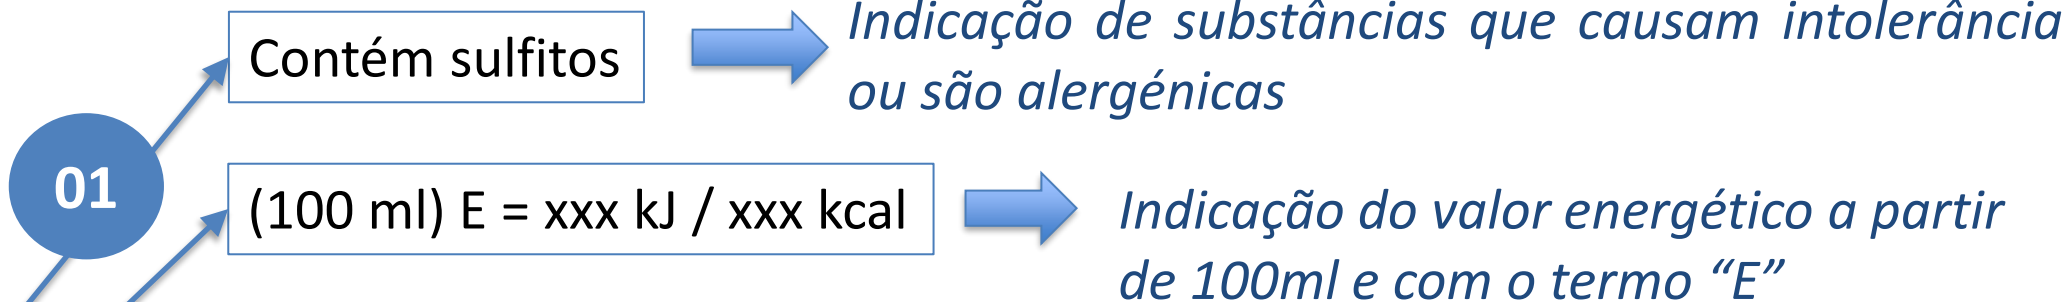 Contém sulfitos
Indicação de substâncias que causam intolerância
ou são alergénicas
01
(100 ml) E = xxx kJ / xxx kcal
Indicação do valor energético a partir
de 100ml e com o termo “E”